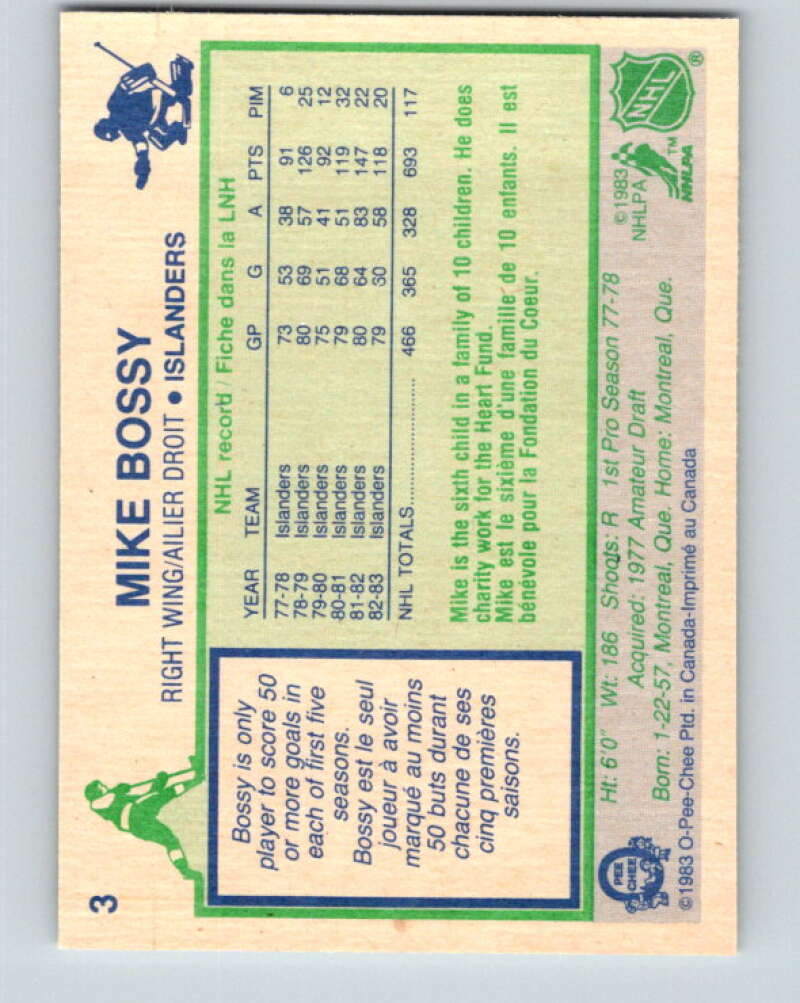 3
MIKE BOSSY
RIGHT WING/AILIER DROIT • ISLANDERS
Bossy is only
player to score 50
or more goals in
each of first five
seasons.
Bossy est le seul
joueur à avoir
marqué au moins
50 buts durant
chacune de ses
cinq premières
saisons.
NHL record / Fiche dans la LNH
YEAR TEAM GP G A PTS PIM
77-78 Islanders 73 53 38 91 6
78-79 Islanders 80 69 57 126 25
79-80 Islanders 75 51 41 92 12
80-81 Islanders 79 68 51 119 32
81-82 Islanders 80 64 83 147 22
82-83 Islanders 79 60 58 118 20
NHL TOTALS.................... 466 365 328 693 117
Mike is the sixth child in a family of 10 children. He does
charity work for the Heart Fund.
Mike est le sixième d'une famille de 10 enfants. Il est
bénévole pour la Fondation du Coeur.
PEE
CHEE
Ht: 6'0" Wt: 186 Shoots: R 1st Pro Season 77-78
Acquired: 1977 Amateur Draft
Born: 1-22-57, Montreal, Que. Home: Montreal, Que.
©1983 O-Pee-Chee Ptd. in Canada-Imprimé au Canada
©1983
NHLPA
NHLPA
TM
NHL
®